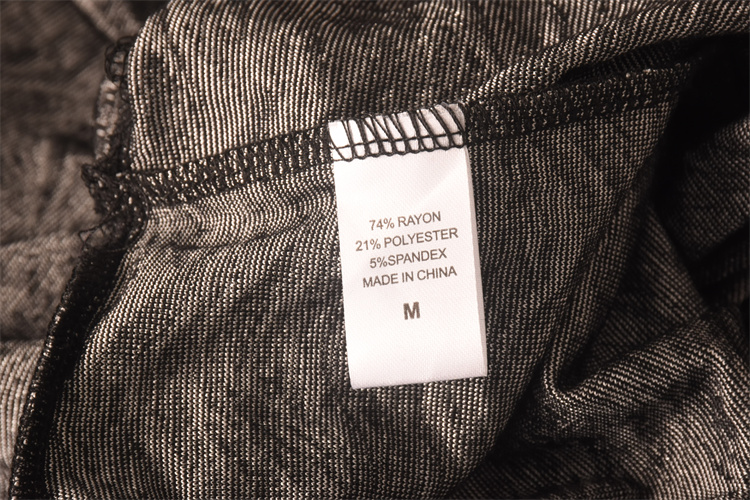 74% RAYON
21% POLYESTER
5%SPANDEX
MADE IN CHINA
M